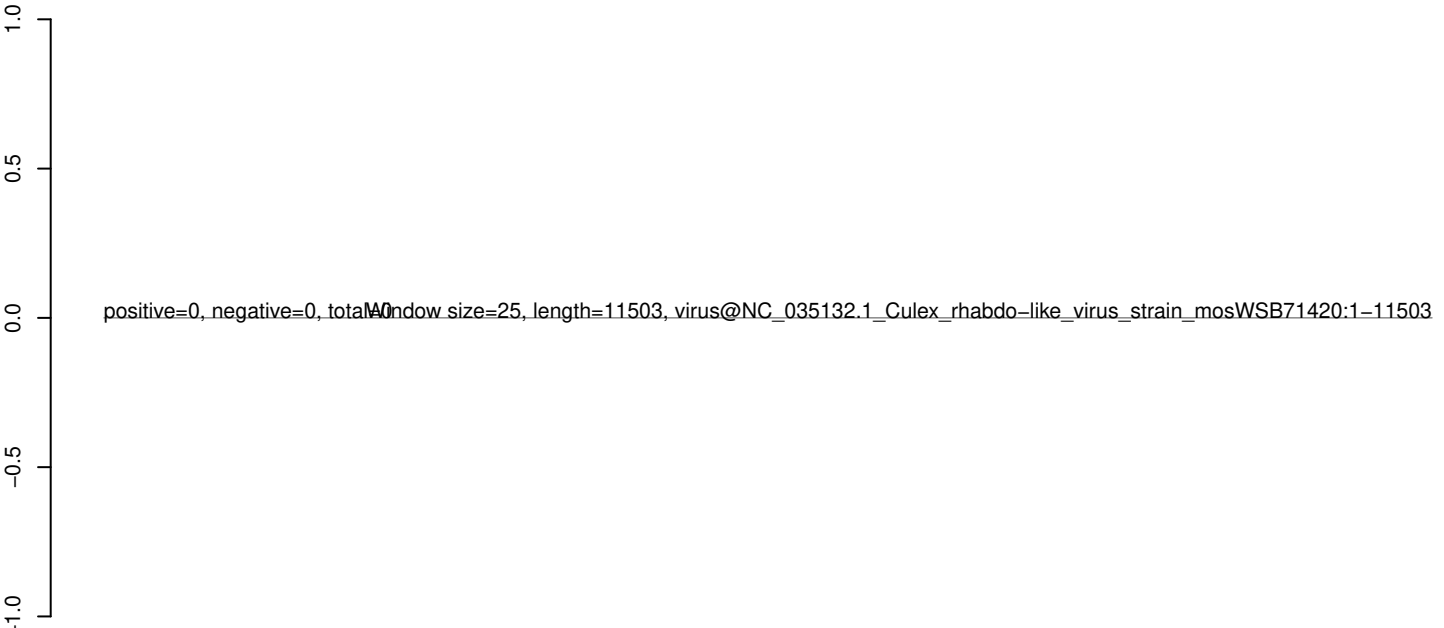 1.0
0.5
0.0
−0.5
−1.0
positive=0, negative=0, total=0
Window size=25, length=11503, virus@NC_035132.1_Culex_rhabdo−like_virus_strain_mosWSB71420:1−11503